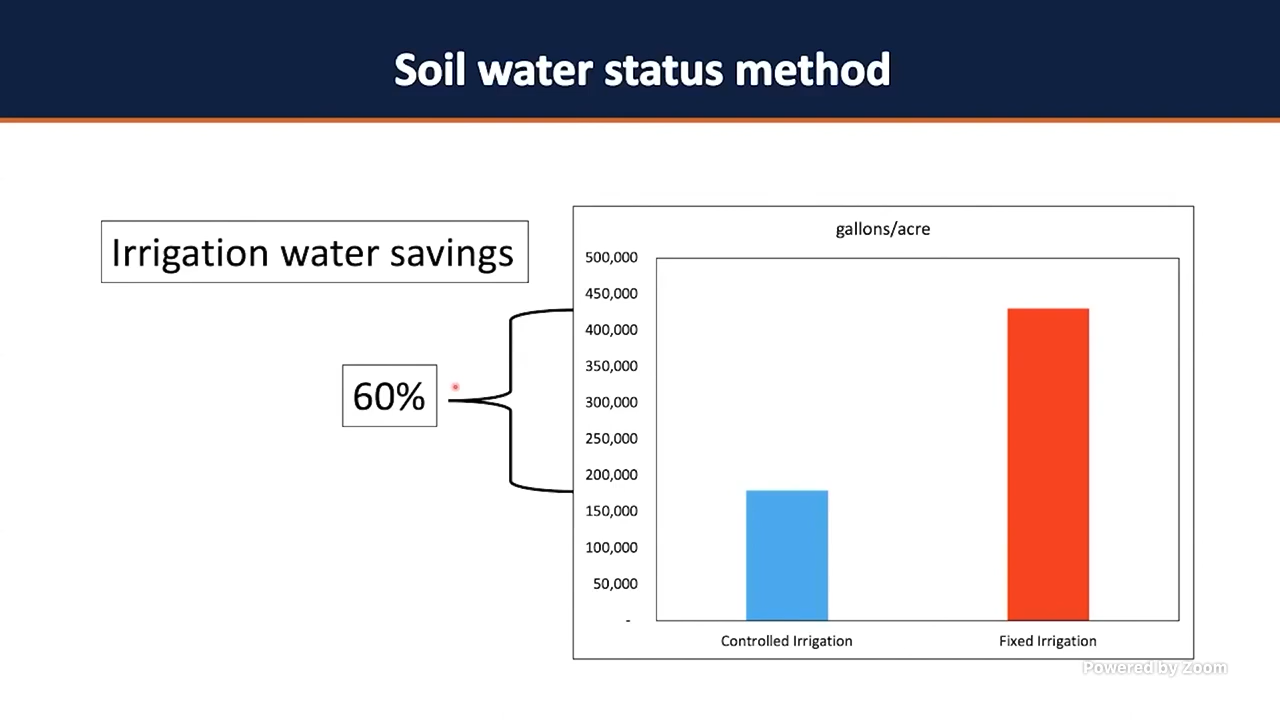 Soil water status method
Irrigation water savings
60%
gallons/acre
500,000
450,000
400,000
350,000
300,000
250,000
200,000
150,000
100,000
50,000
-
Controlled Irrigation
Fixed Irrigation
Powered by Zoom